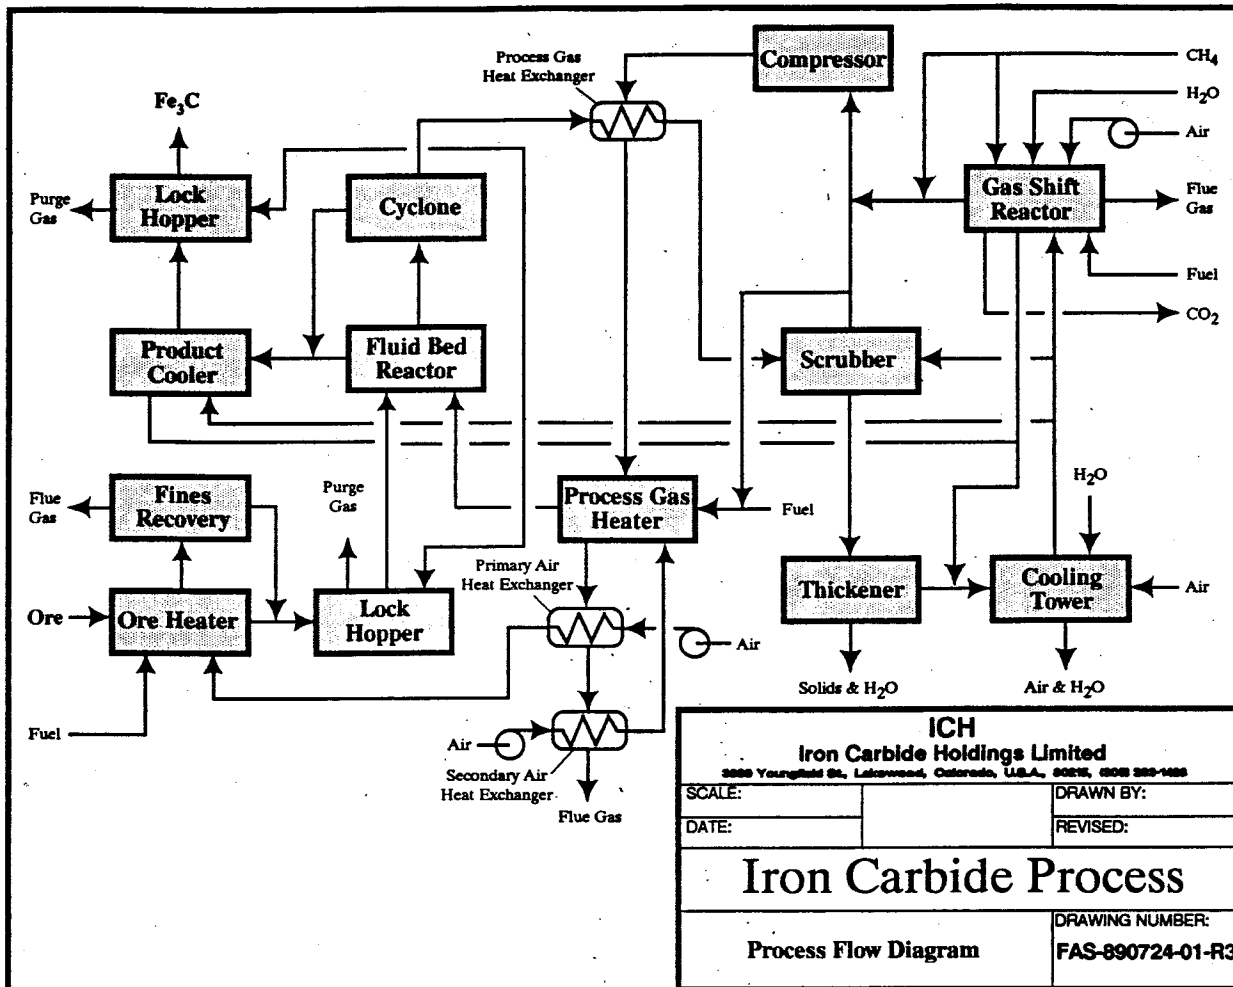 Process Gas
Heat Exchanger
Compressor
CH4
H2O
Air
Fe3C
Purge
Gas
Lock
Hopper
Cyclone
Gas Shift
Reactor
Flue
Gas
Fuel
CO2
Product
Cooler
Fluid Bed
Reactor
Scrubber
Flue
Gas
Fines
Recovery
Purge
Gas
Process Gas
Heater
Fuel
H2O
Primary Air
Heat Exchanger
Ore
Ore Heater
Lock
Hopper
Thickener
Cooling
Tower
Air
Air
Solids & H2O
Air & H2O
Fuel
Air
Secondary Air
Heat Exchanger
Flue Gas
ICH
Iron Carbide Holdings Limited
Youngfield St., Lakewood, Colorado, U.S.A.,
SCALE:
DRAWN BY:
DATE:
REVISED:
Iron Carbide Process
Process Flow Diagram
DRAWING NUMBER:
FAS-890724-01-R3